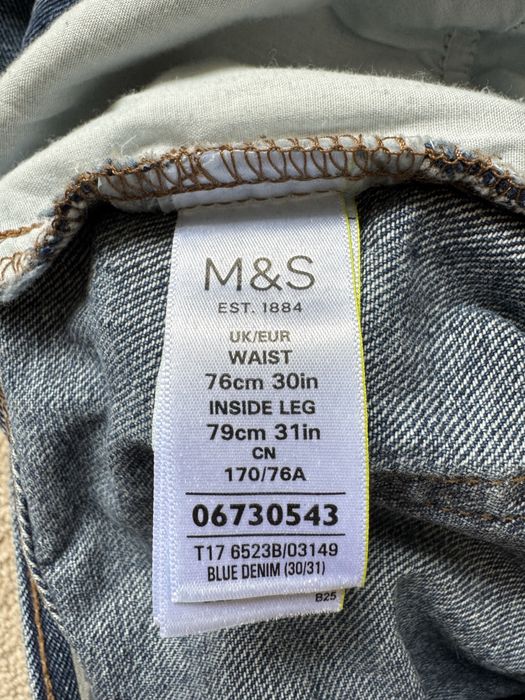 M&S
EST. 1884
UK/EUR
WAIST
76cm 30in
INSIDE LEG
79cm 31in
CN
170/76A
06730543
T17 6523B/03149
BLUE DENIM (30/31)
B25